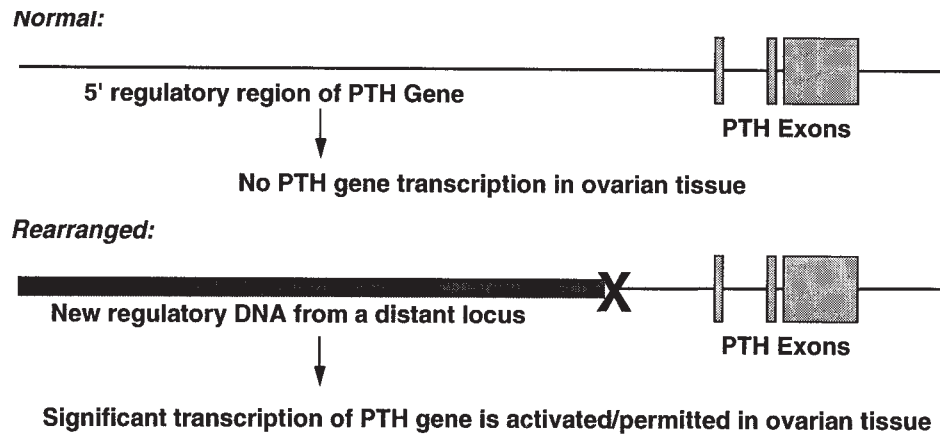 Normal:
5' regulatory region of PTH Gene
PTH Exons
No PTH gene transcription in ovarian tissue
Rearranged:
X
New regulatory DNA from a distant locus
PTH Exons
Significant transcription of PTH gene is activated/permitted in ovarian tissue